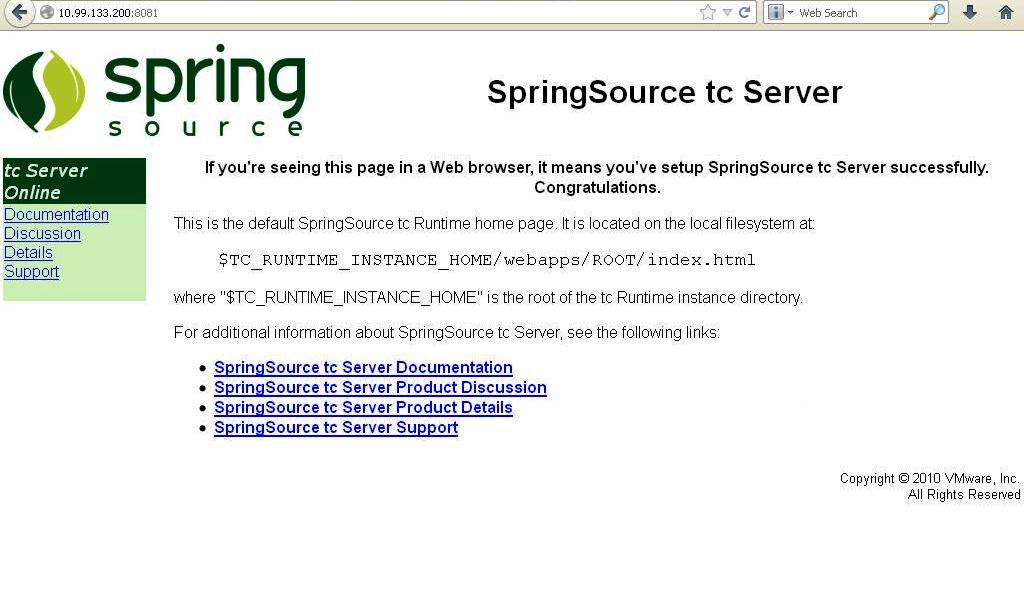 10.99.133.200:8081
Web Search
spring
source
SpringSource tc Server
tc Server
Online
Documentation
Discussion
Details
Support
If you're seeing this page in a Web browser, it means you've setup SpringSource tc Server successfully.
Congratulations.
This is the default SpringSource tc Runtime home page. It is located on the local filesystem at:
$TC_RUNTIME_INSTANCE_HOME/webapps/ROOT/index.html
where "$TC_RUNTIME_INSTANCE_HOME" is the root of the tc Runtime instance directory.
For additional information about SpringSource tc Server, see the following links:
• SpringSource tc Server Documentation
• SpringSource tc Server Product Discussion
• SpringSource tc Server Product Details
• SpringSource tc Server Support
Copyright © 2010 VMware, Inc.
All Rights Reserved